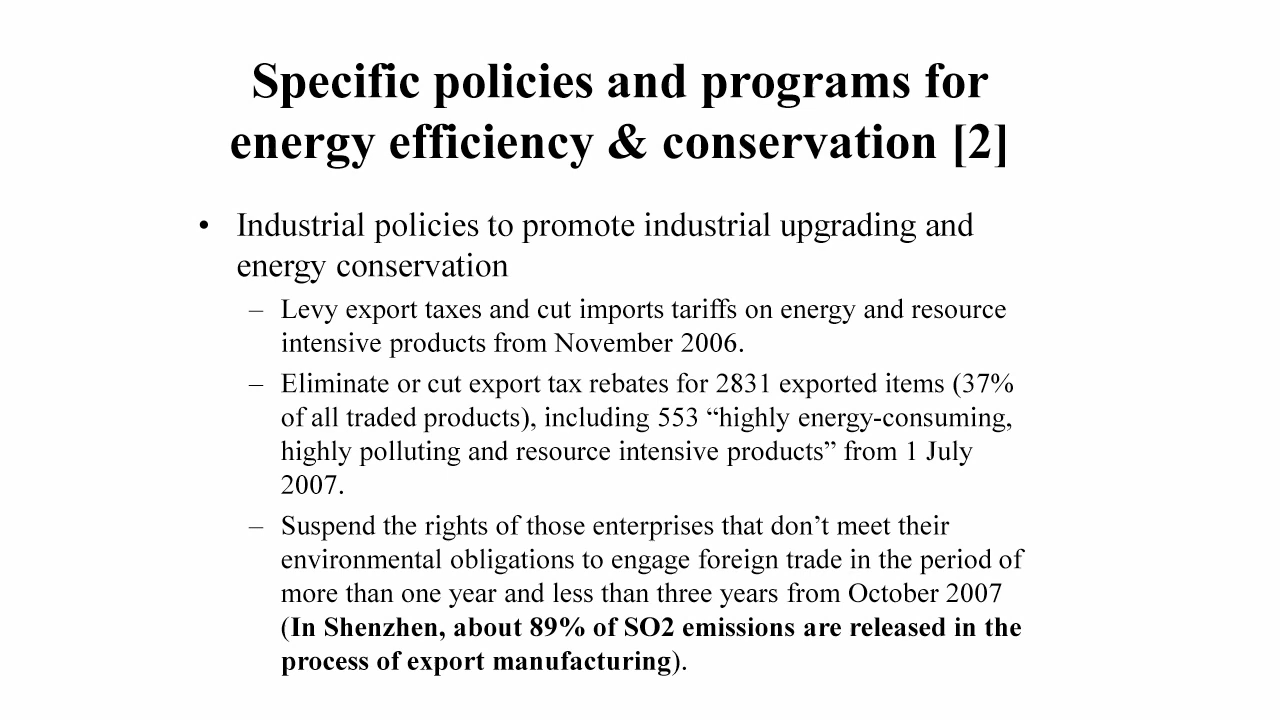 Specific policies and programs for
energy efficiency & conservation [2]
• Industrial policies to promote industrial upgrading and
energy conservation
– Levy export taxes and cut imports tariffs on energy and resource
intensive products from November 2006.
– Eliminate or cut export tax rebates for 2831 exported items (37%
of all traded products), including 553 “highly energy-consuming,
highly polluting and resource intensive products” from 1 July
2007.
– Suspend the rights of those enterprises that don’t meet their
environmental obligations to engage foreign trade in the period of
more than one year and less than three years from October 2007
(In Shenzhen, about 89% of SO2 emissions are released in the
process of export manufacturing).